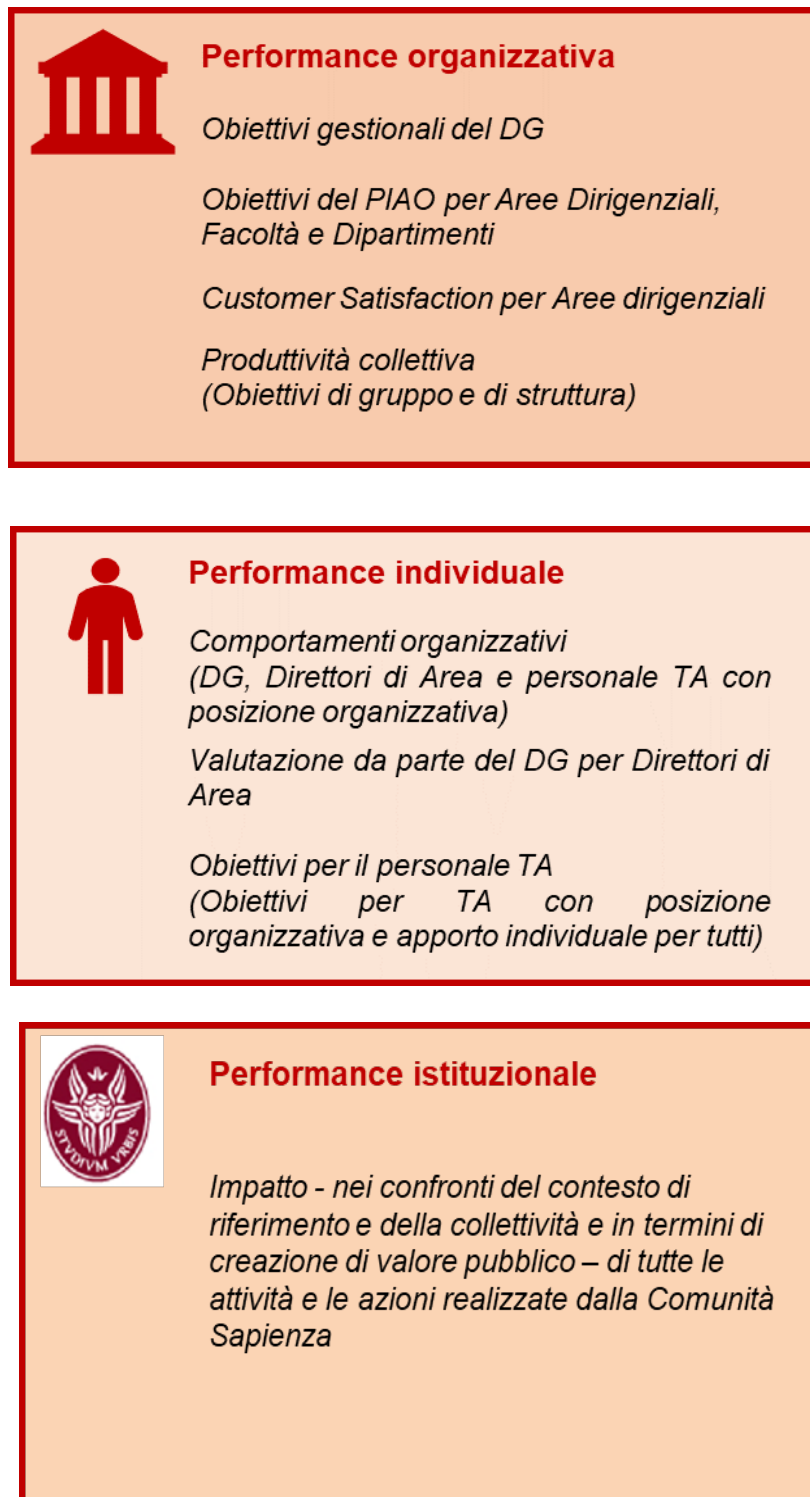 Performance organizzativa
Obiettivi gestionali del DG
Obiettivi del PIAO per Aree Dirigenziali,
Facoltà e Dipartimenti
Customer Satisfaction per Aree dirigenziali
Produttività collettiva
(Obiettivi di gruppo e di struttura)
Performance individuale
Comportamenti organizzativi
(DG, Direttori di Area e personale TA con
posizione organizzativa)
Valutazione da parte del DG per Direttori di
Area
Obiettivi per il personale TA
(Obiettivi per TA con posizione
organizzativa e apporto individuale per tutti)
Performance istituzionale
STVDIVM VRBIS
Impatto - nei confronti del contesto di
riferimento e della collettività e in termini di
creazione di valore pubblico – di tutte le
attività e le azioni realizzate dalla Comunità
Sapienza